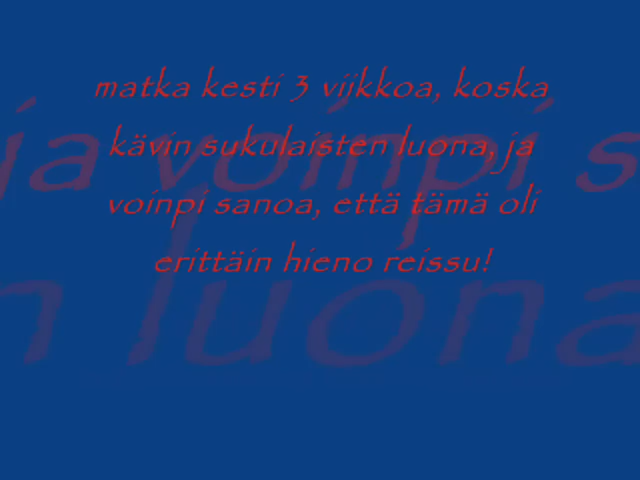 matka kesti 3 viikkoa, koska
kävin sukulaisten luona, ja
voinpi sanoa, että tämä oli
erittäin hieno reissu!
ja voinpi s
n luona